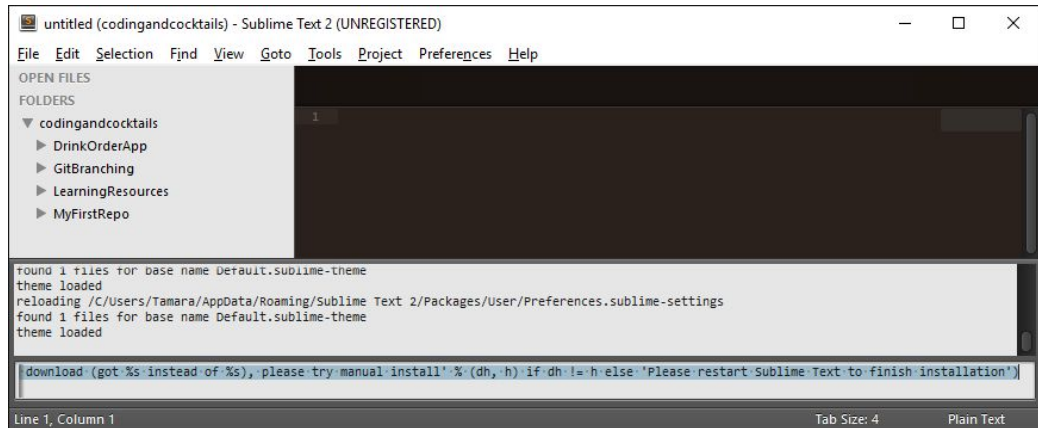 untitled (codingandcocktails) - Sublime Text 2 (UNREGISTERED)
File Edit Selection Find View Goto Tools Project Preferences Help
OPEN FILES
FOLDERS
codingandcocktails
DrinkOrderApp
GitBranching
LearningResources
MyFirstRepo
1
found 1 files for base name Default.sublime-theme
theme loaded
reloading /C/Users/Tamara/AppData/Roaming/Sublime Text 2/Packages/User/Preferences.sublime-settings
found 1 files for base name Default.sublime-theme
theme loaded
download (got %s instead of %s), please try manual install' % (dh, h) if dh != h else 'Please restart Sublime Text to finish installation')
Line 1, Column 1 Tab Size: 4 Plain Text